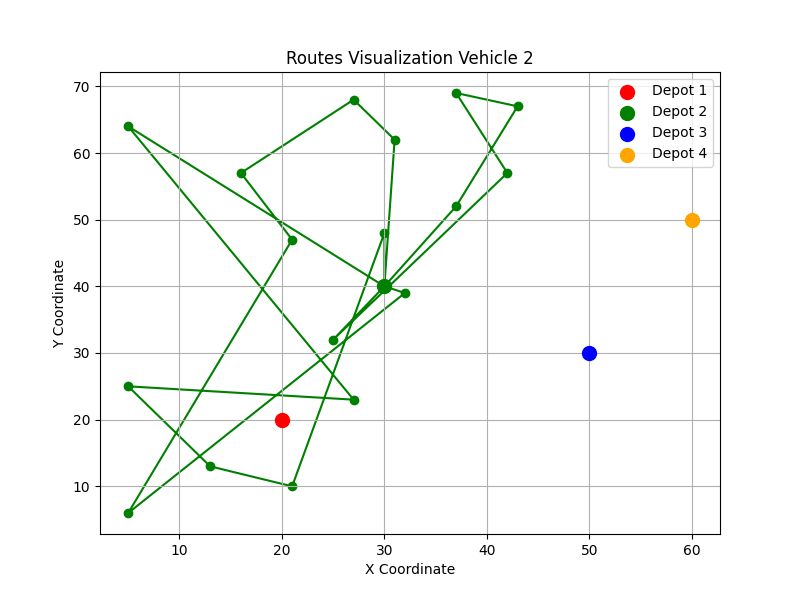 Routes Visualization Vehicle 2
Depot 1
Depot 2
Depot 3
Depot 4
70
60
50
40
30
20
10
Y Coordinate
10 20 30 40 50 60
X Coordinate